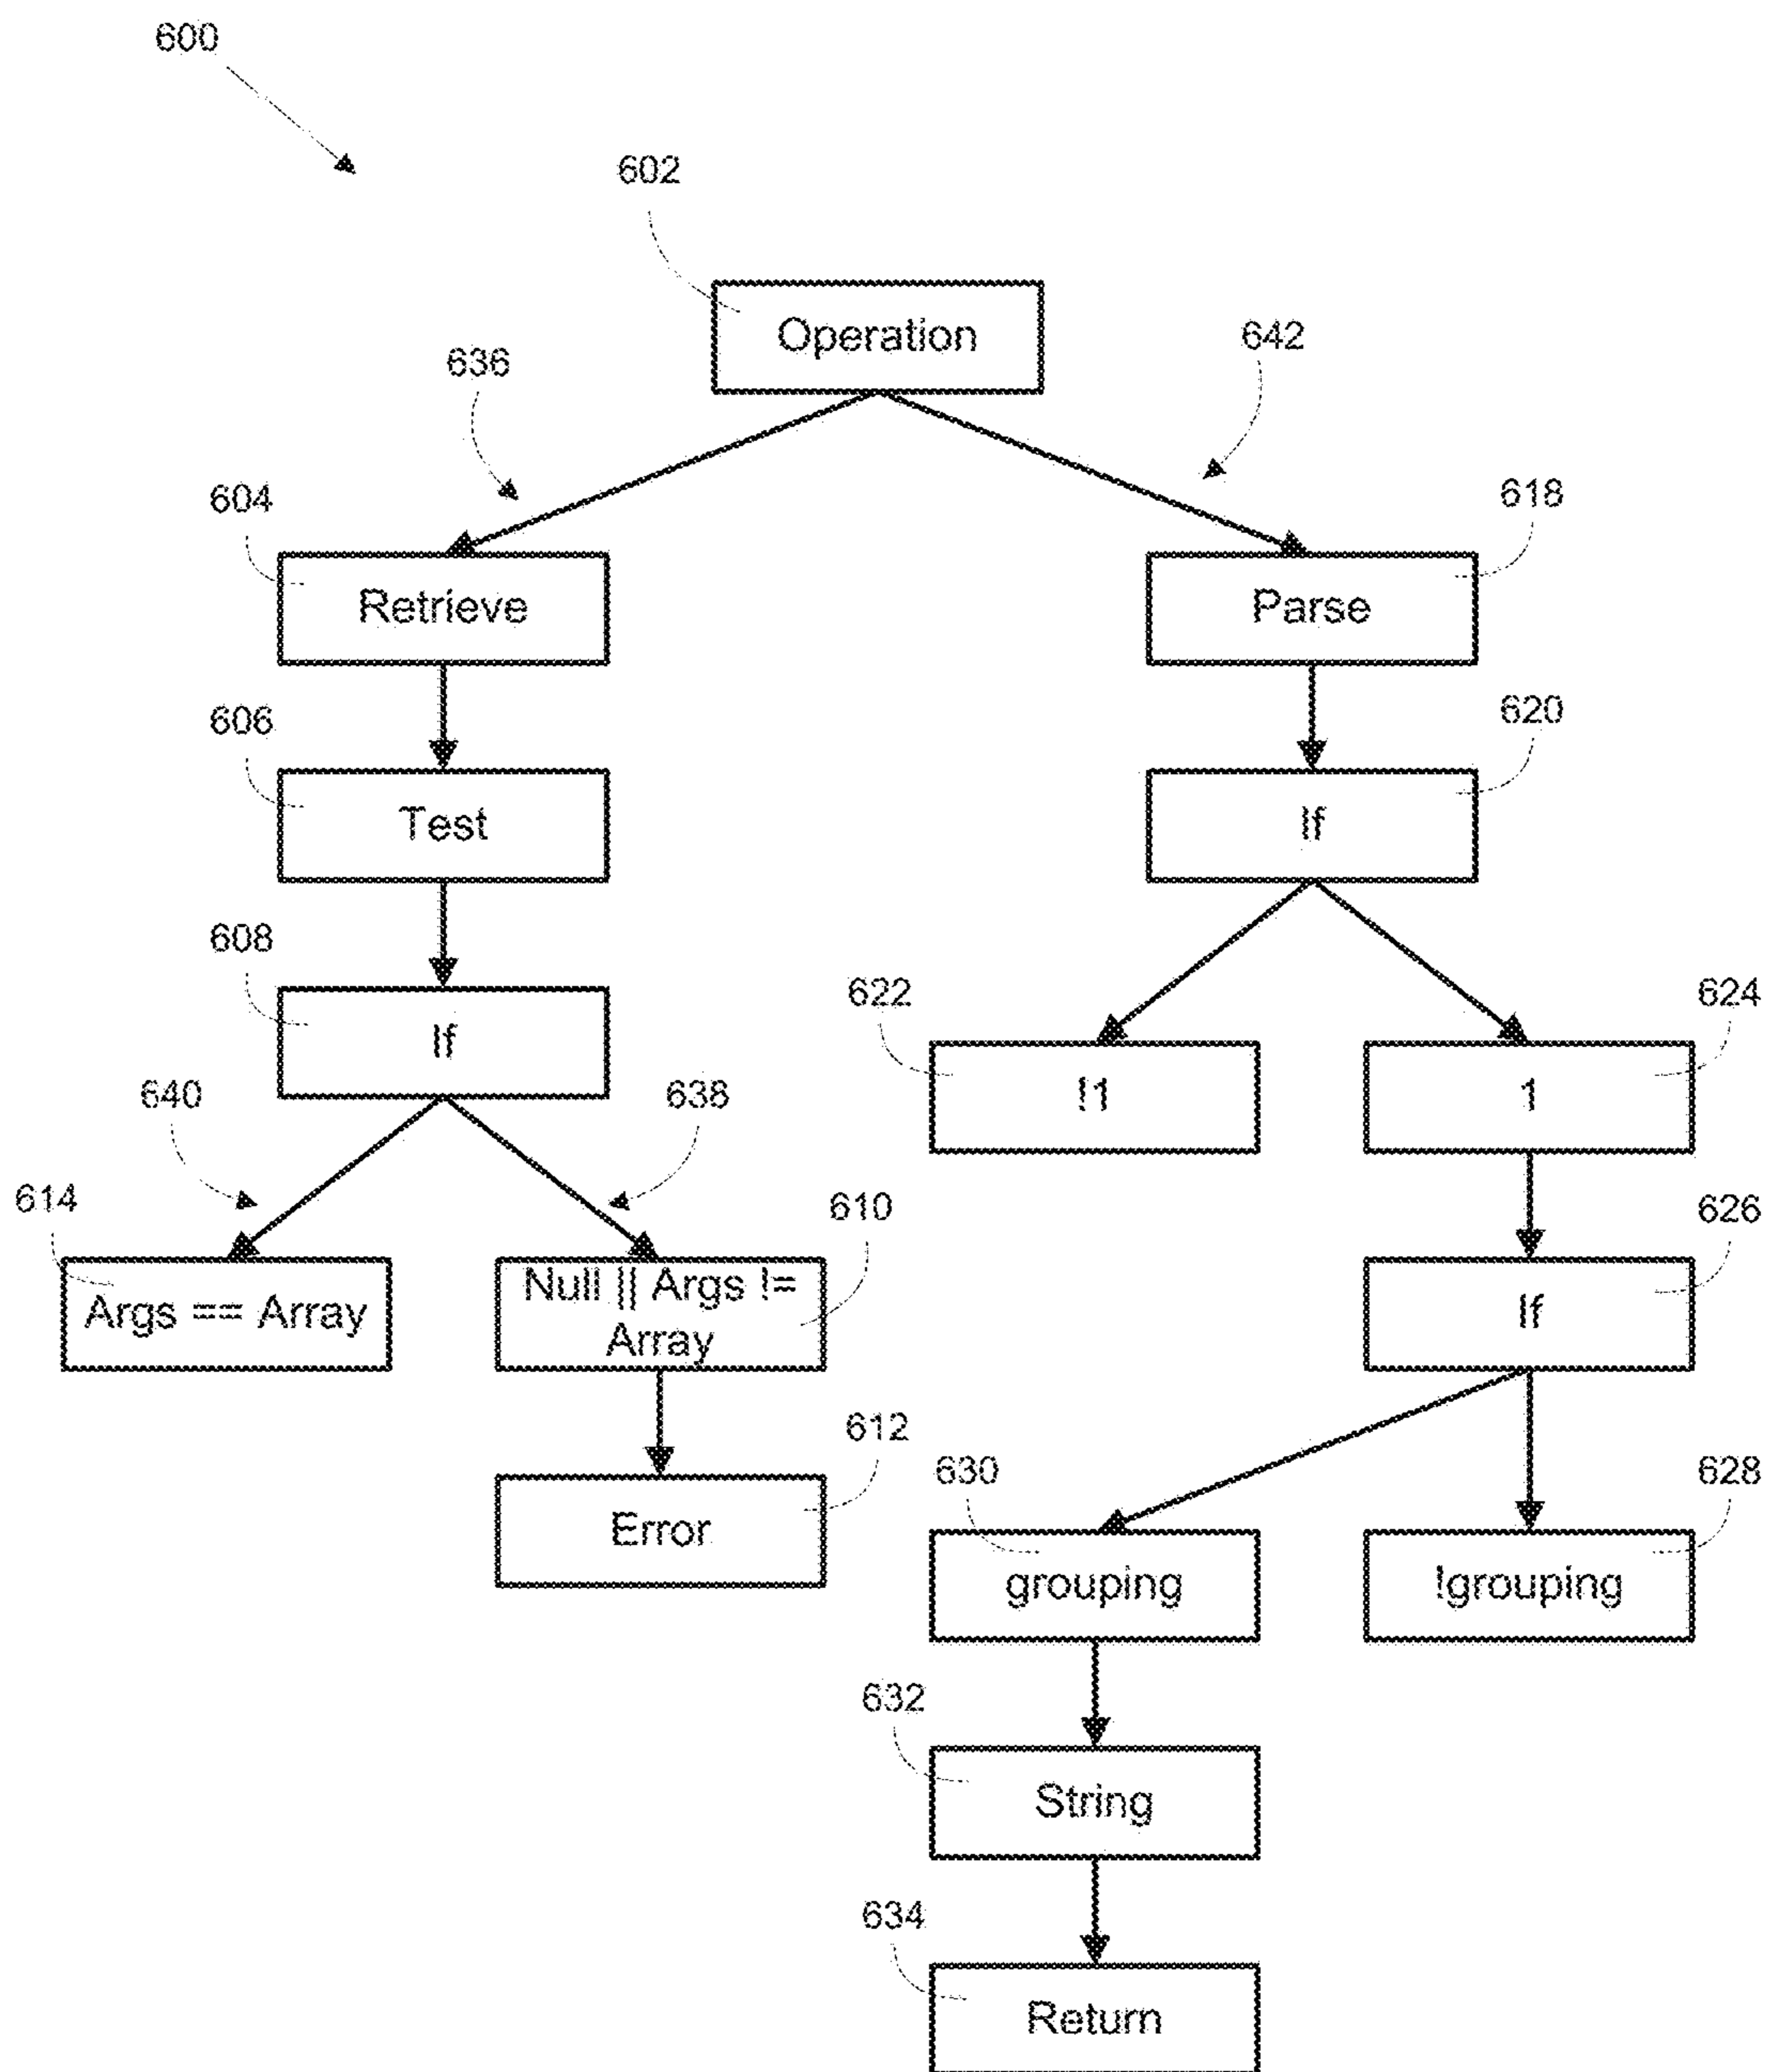 600
602
Operation
636
642
604
618
Retrieve
Parse
606
620
Test
If
608
622
624
If
!1
1
640
638
614
610
626
Args == Array
Null || Args !=
Array
If
612
630
628
Error
grouping
!grouping
632
String
634
Return